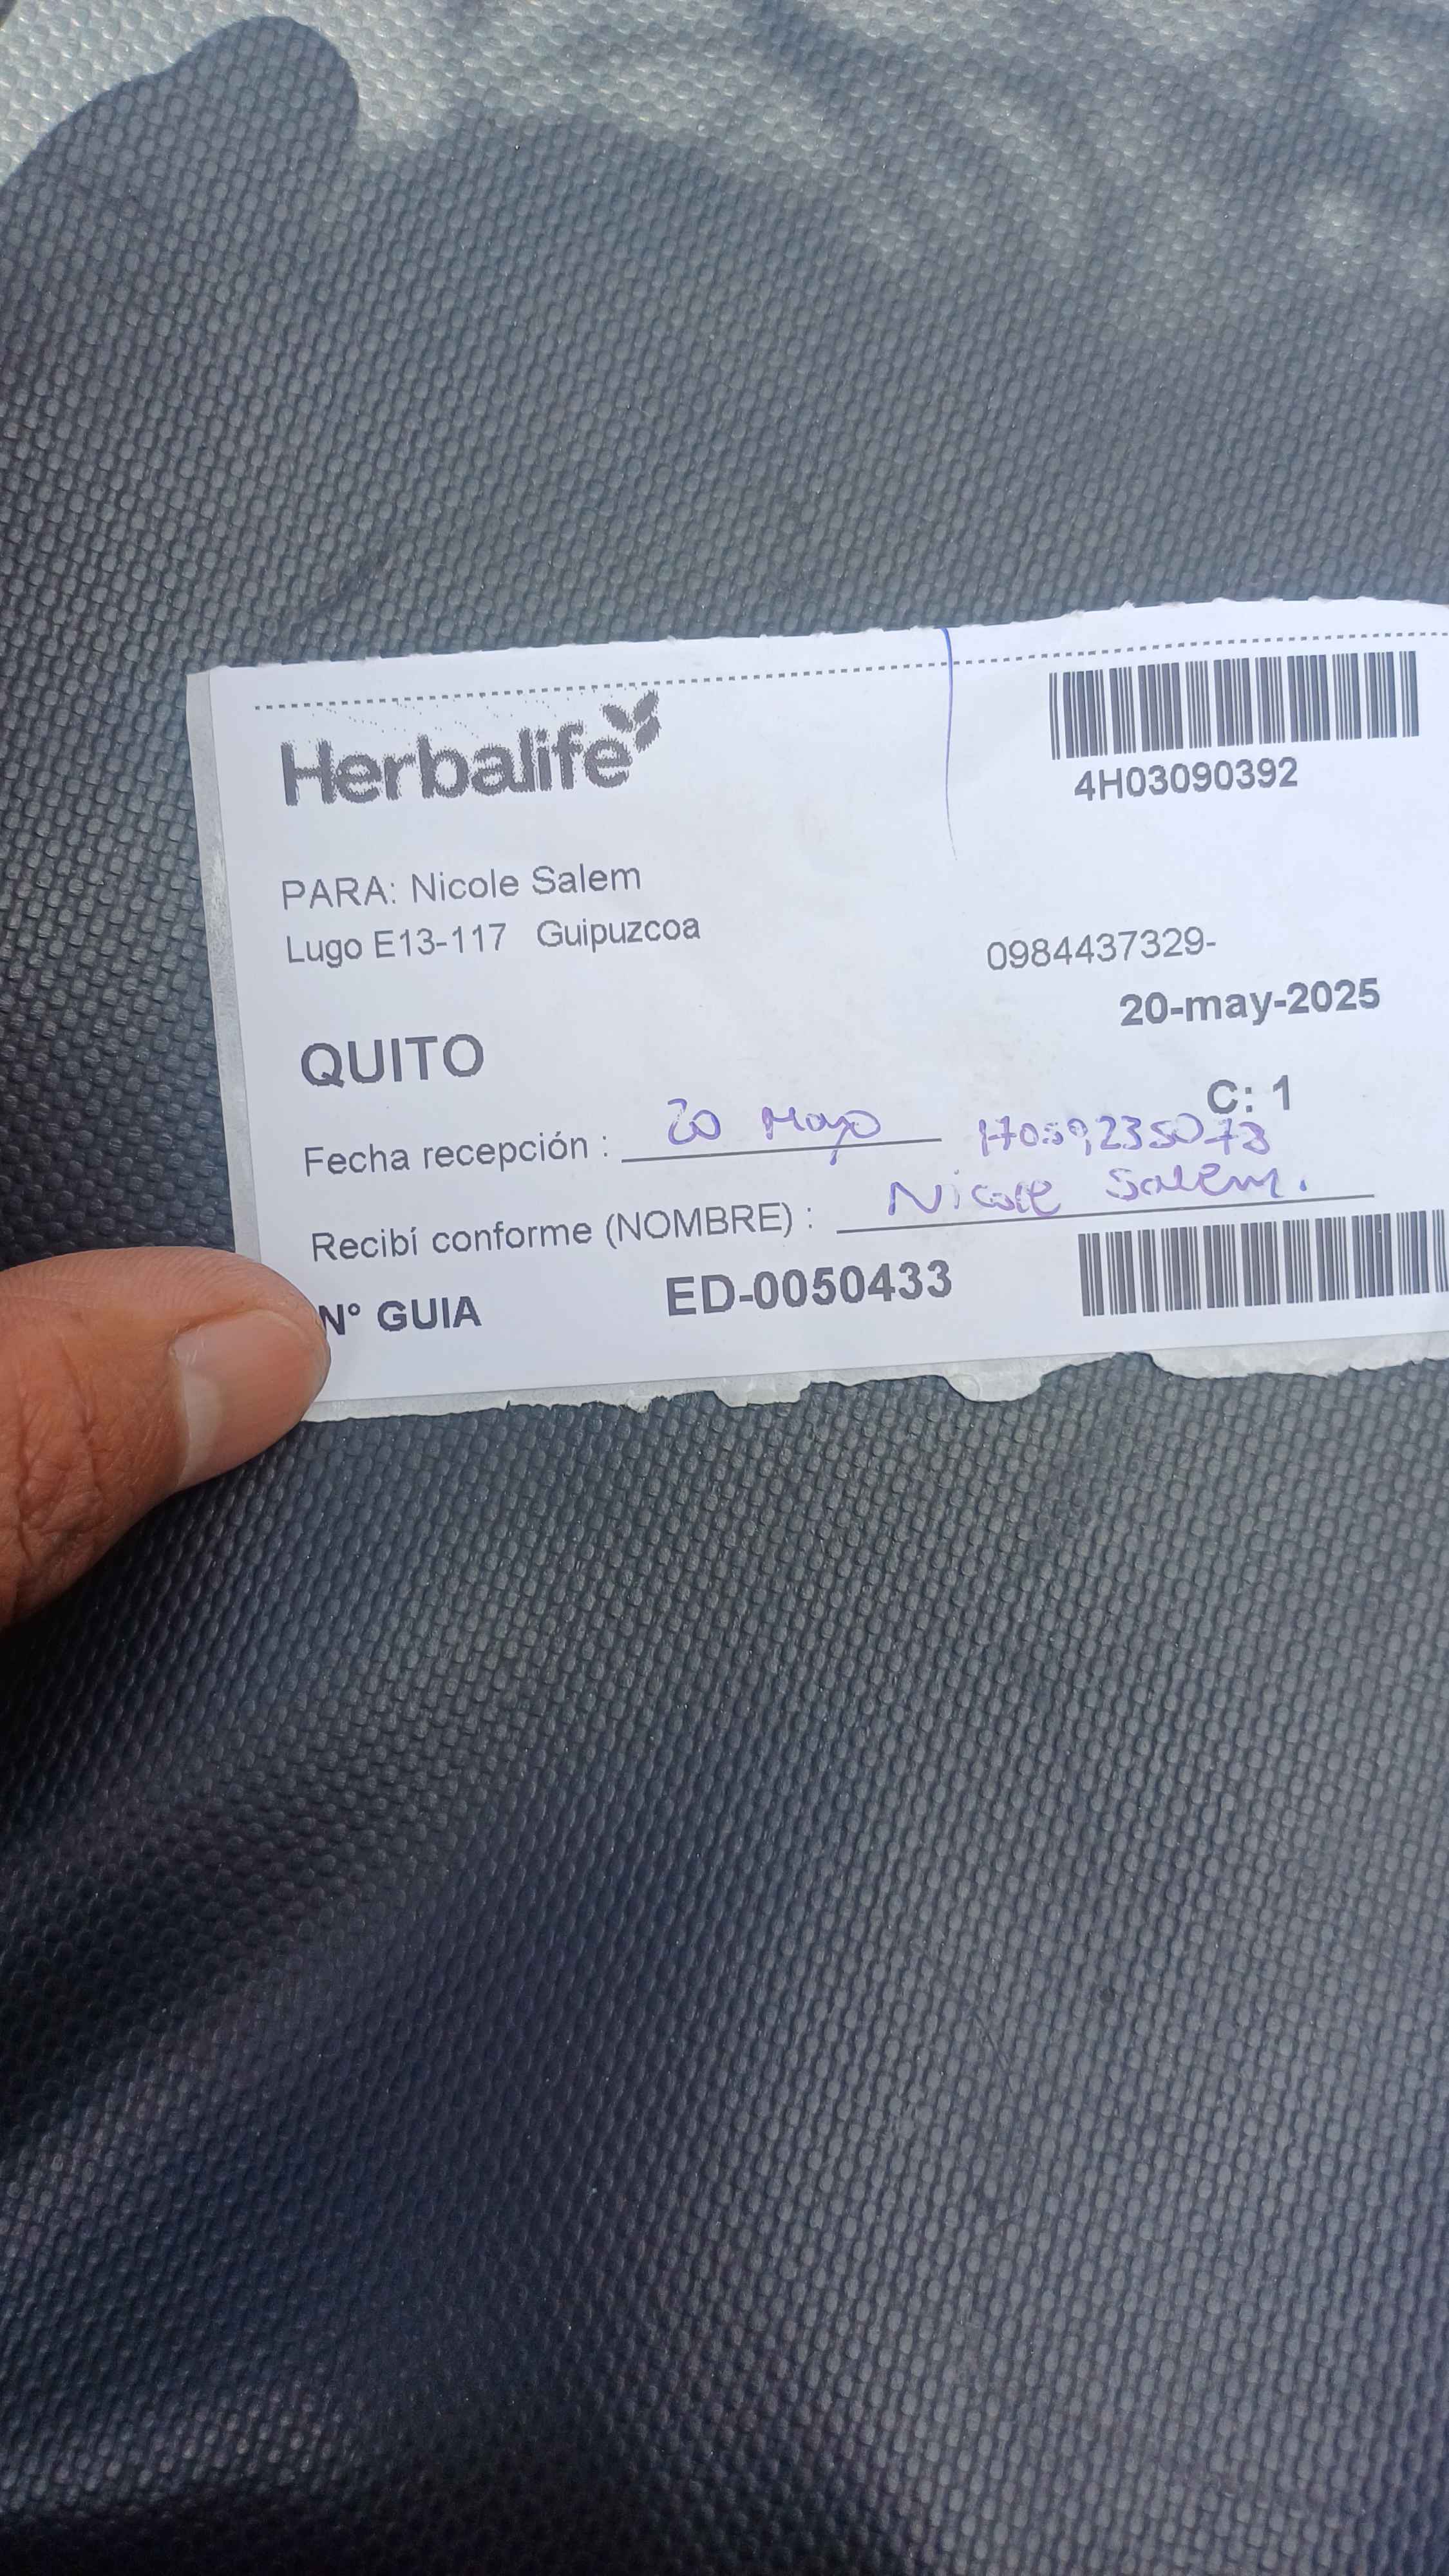 Herbalife
4H03090392
PARA: Nicole Salem
Lugo E13-117 Guipuzcoa
0984437329-
20-may-2025
QUITO
C: 1
Fecha recepción : 20 Mayo
Recibí conforme (NOMBRE) : Nicole Salem.
N° GUIA ED-0050433